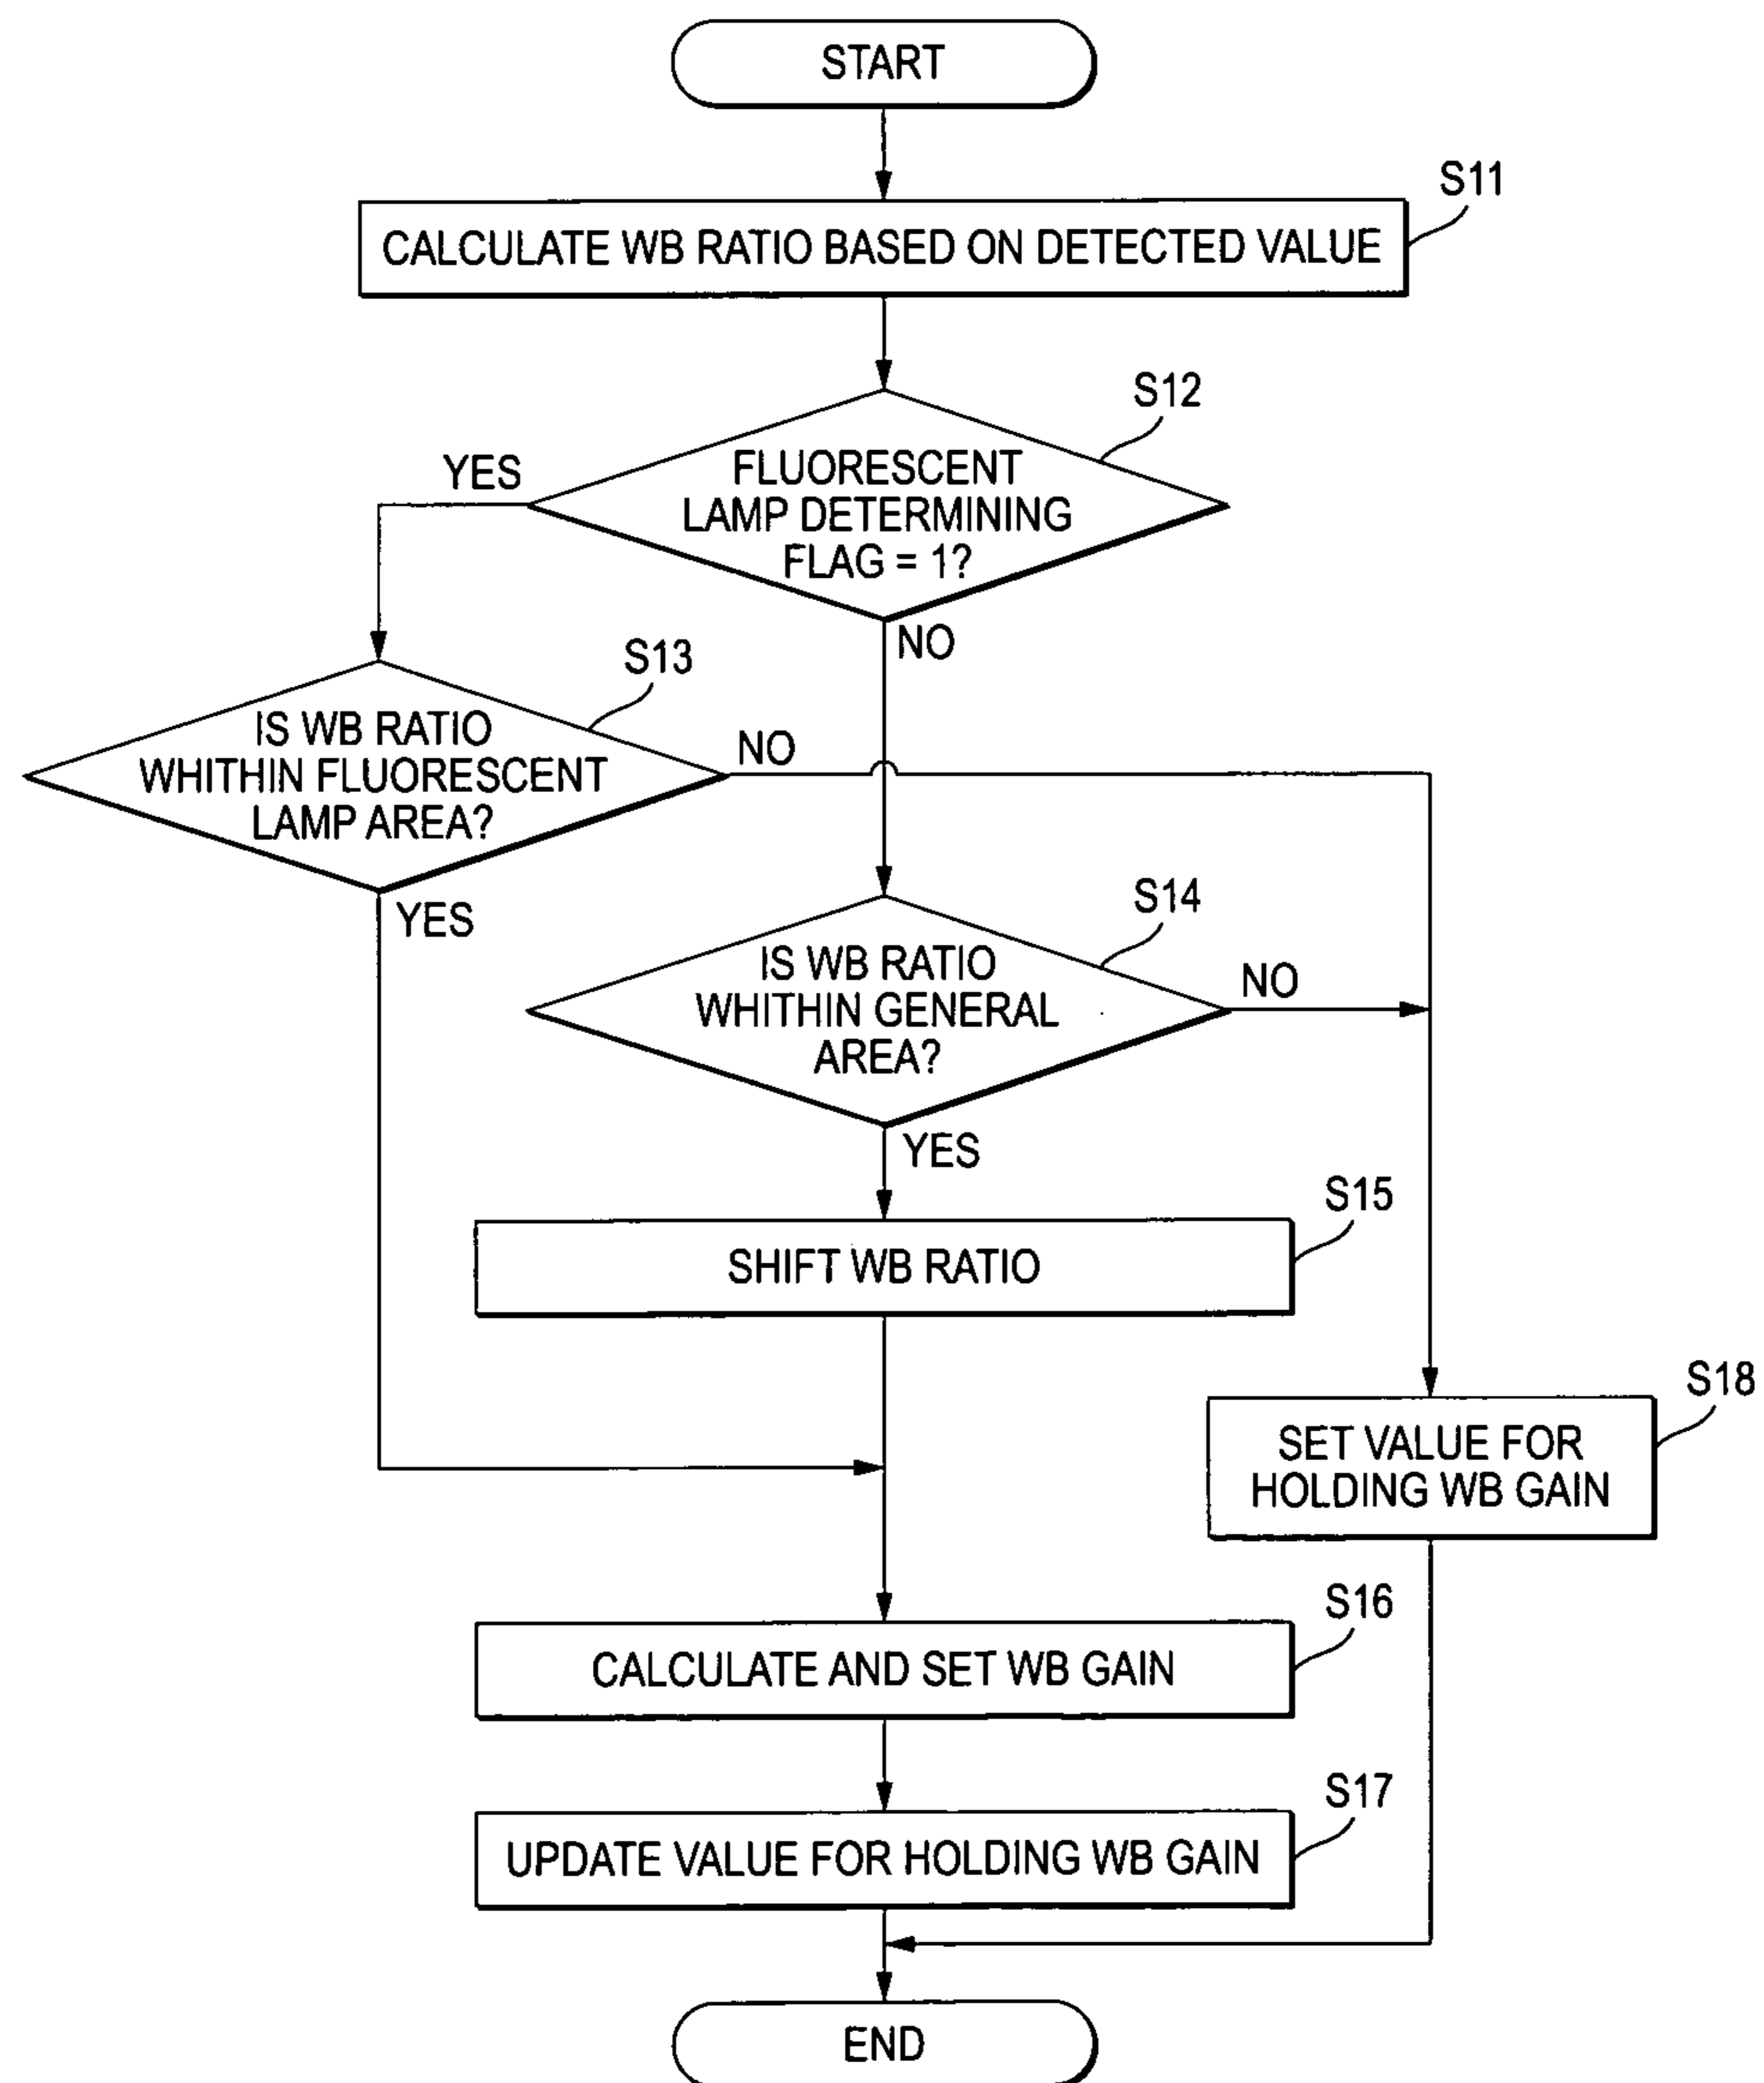 START
S11
CALCULATE WB RATIO BASED ON DETECTED VALUE
S12
YES
FLUORESCENT
LAMP DETERMINING
FLAG = 1?
NO
S13
IS WB RATIO
WHITHIN FLUORESCENT
LAMP AREA?
NO
YES
S14
IS WB RATIO
WHITHIN GENERAL
AREA?
NO
YES
S15
SHIFT WB RATIO
S18
SET VALUE FOR
HOLDING WB GAIN
S16
CALCULATE AND SET WB GAIN
S17
UPDATE VALUE FOR HOLDING WB GAIN
END